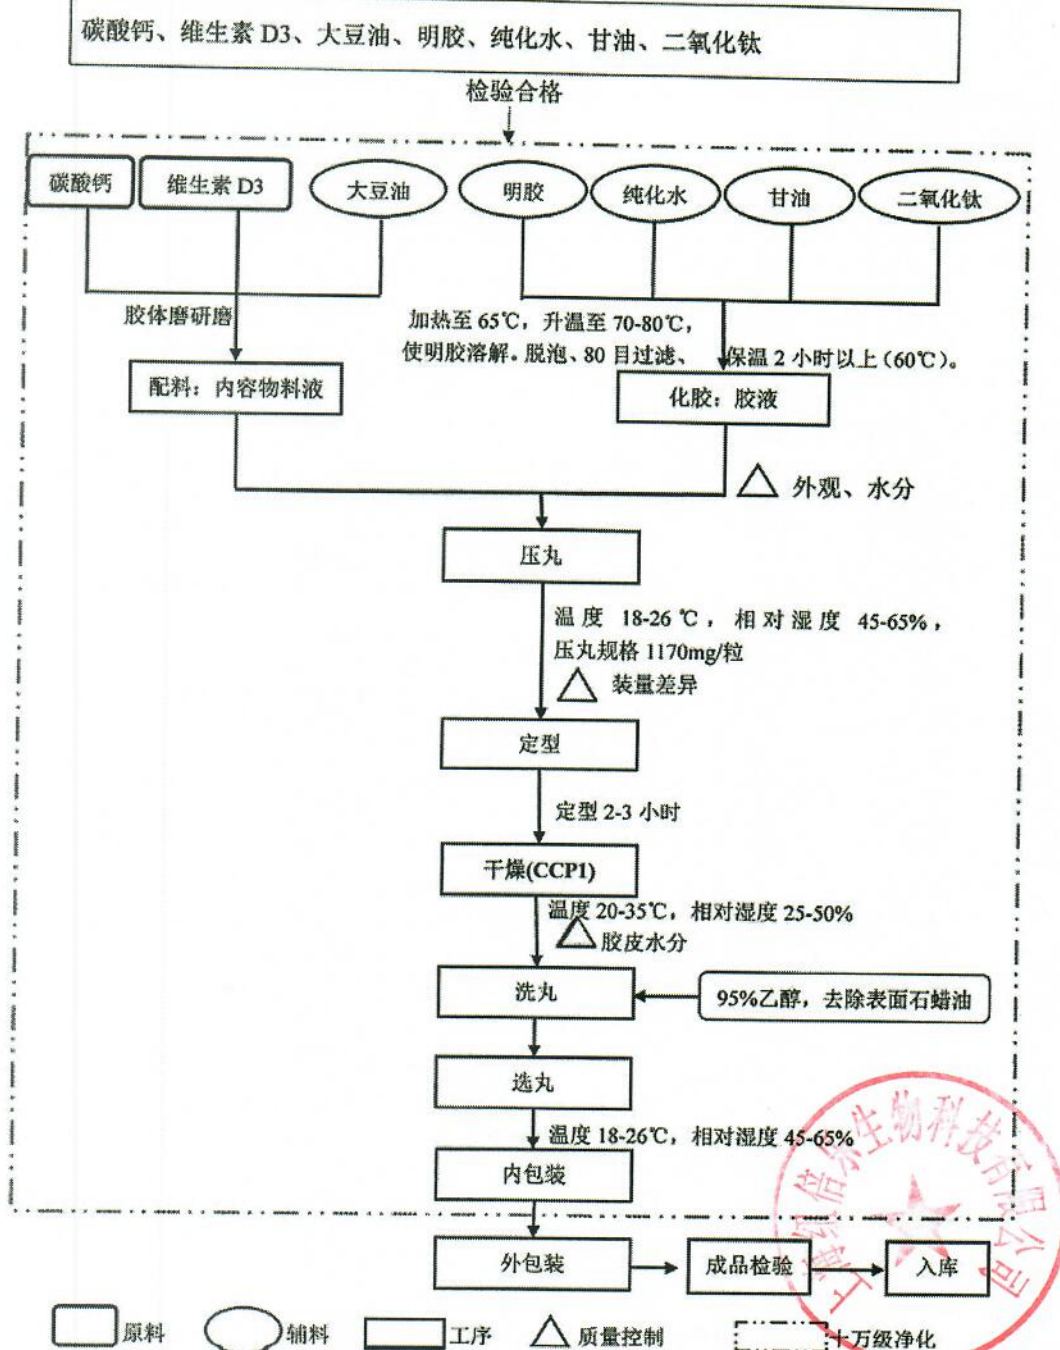 碳酸钙、维生素 D3、大豆油、明胶、纯化水、甘油、二氧化钛
检验合格
碳酸钙
维生素 D3
大豆油
明胶
纯化水
甘油
二氧化钛
胶体磨研磨
加热至 65℃，升温至 70-80℃，
使明胶溶解。脱泡、80 目过滤、 保温 2 小时以上（60℃）。
配料：内容物料液
化胶：胶液
外观、水分
压丸
温度 18-26 ℃，相对湿度 45-65%，
压丸规格 1170mg/粒
装量差异
定型
定型 2-3 小时
干燥(CCP1)
温度 20-35℃，相对湿度 25-50%
胶皮水分
洗丸
95%乙醇，去除表面石蜡油
选丸
温度 18-26℃，相对湿度 45-65%
内包装
外包装
成品检验
入库
生物科技有限公司
原料
辅料
工序
质量控制
十万级净化